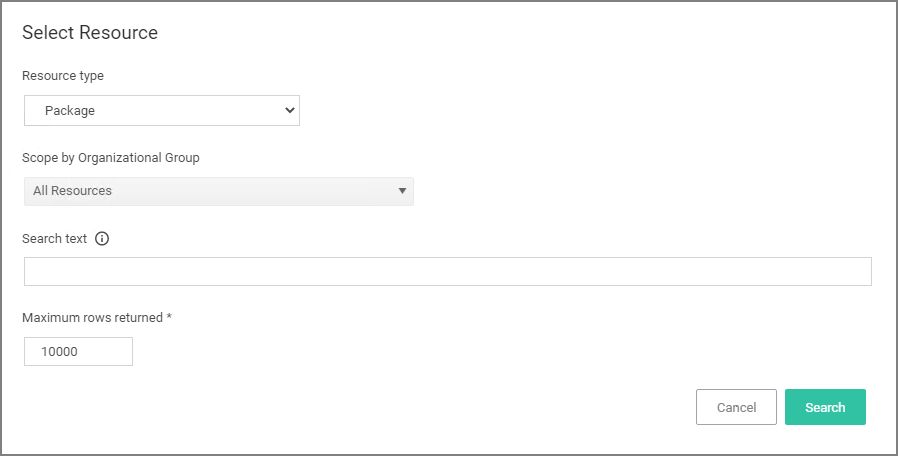 Select Resource
Resource type
Package
Scope by Organizational Group
All Resources
Search text
Maximum rows returned *
10000
Cancel Search